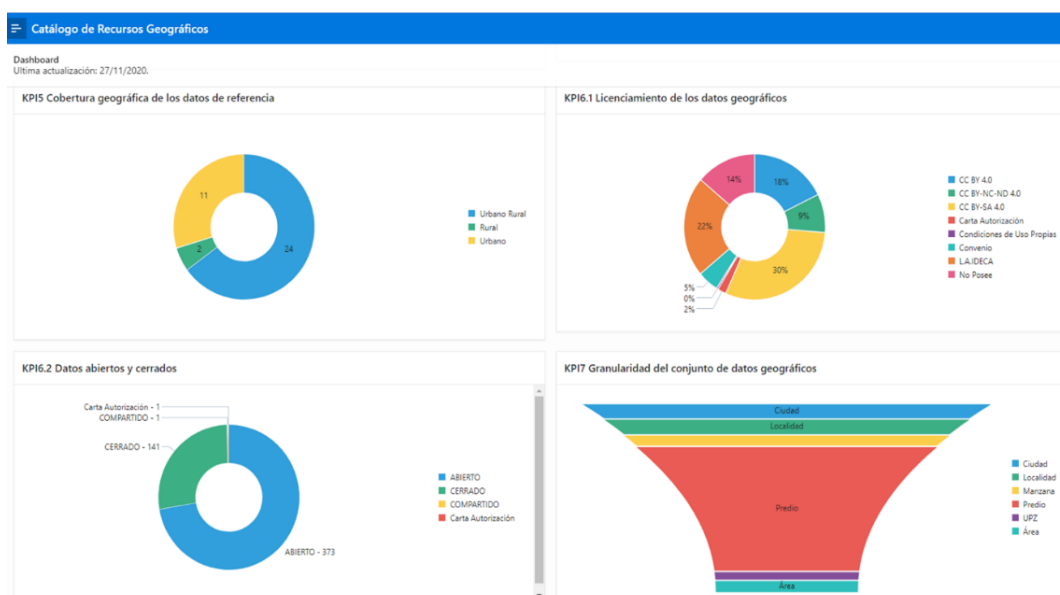 Catálogo de Recursos Geográficos
Dashboard
Ultima actualización: 27/11/2020.
KPI5 Cobertura geográfica de los datos de referencia
11
2
24
Urbano Rural
Rural
Urbano
KPI6.1 Licenciamiento de los datos geográficos
14%
18%
9%
22%
30%
5%
0%
2%
CC BY 4.0
CC BY-NC-ND 4.0
CC BY-SA 4.0
Carta Autorización
Condiciones de Uso Propias
Convenio
L.A.IDECA
No Posee
KPI6.2 Datos abiertos y cerrados
Carta Autorización - 1
COMPARTIDO - 1
CERRADO - 141
ABIERTO - 373
ABIERTO
CERRADO
COMPARTIDO
Carta Autorización
KPI7 Granularidad del conjunto de datos geográficos
Ciudad
Localidad
Predio
Área
Ciudad
Localidad
Manzana
Predio
UPZ
Área